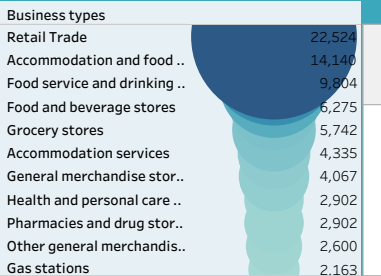 Business types
Retail Trade 22,524
Accommodation and food .. 14,140
Food service and drinking .. 9,804
Food and beverage stores 6,275
Grocery stores 5,742
Accommodation services 4,335
General merchandise stor.. 4,067
Health and personal care .. 2,902
Pharmacies and drug stor.. 2,902
Other general merchandis.. 2,600
Gas stations 2,163